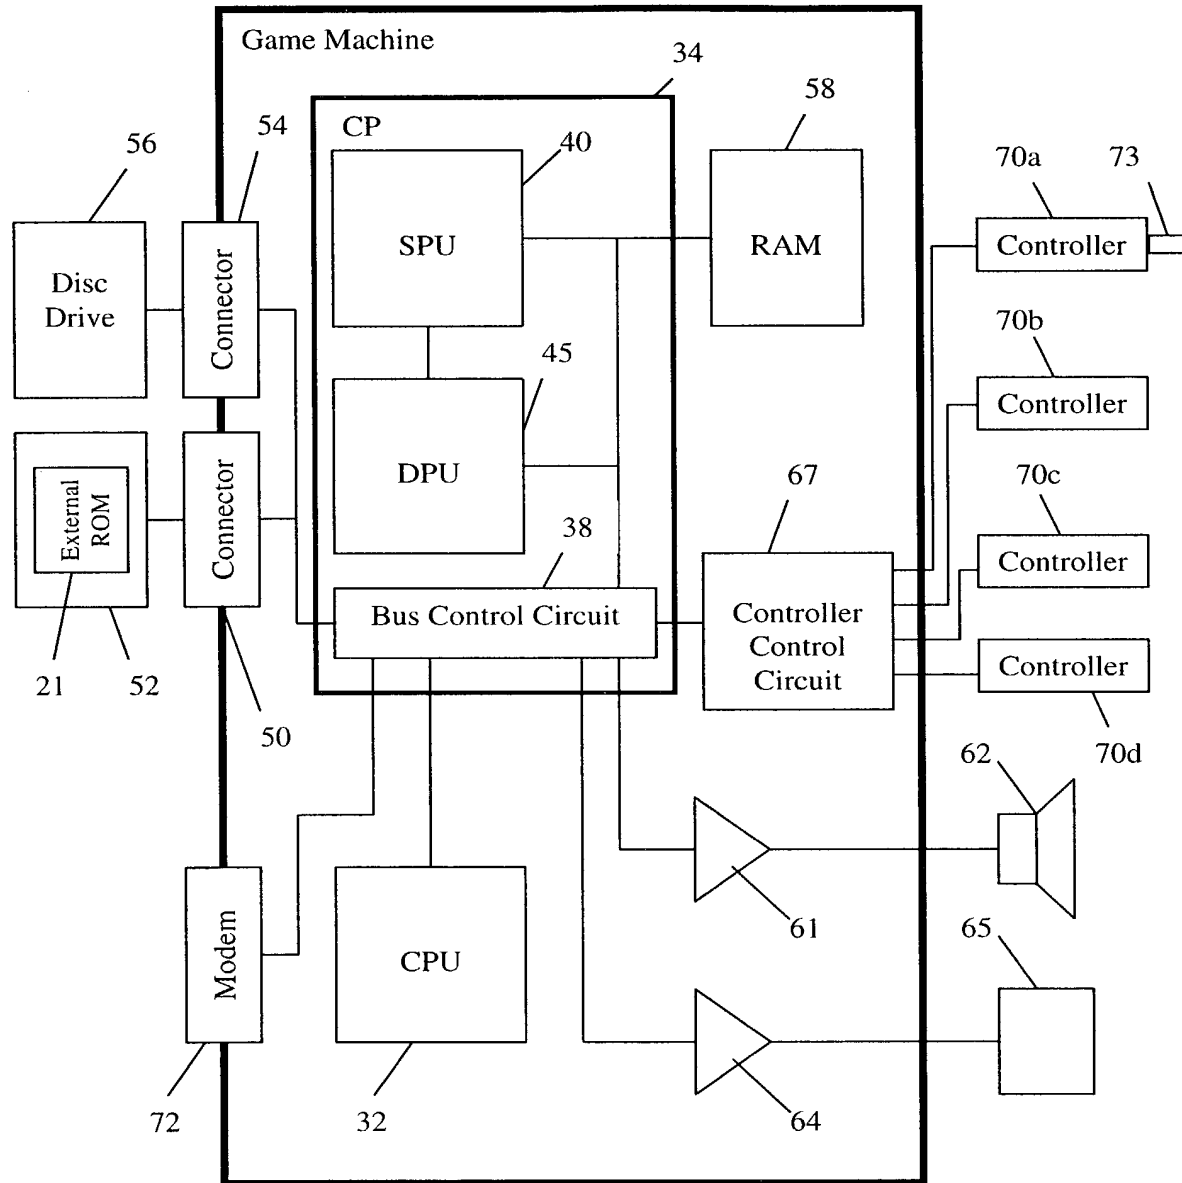 Game Machine
34
58
CP
54
40
56
70a
73
SPU
RAM
Controller
Disc
Drive
Connector
70b
45
Controller
External
ROM
Connector
DPU
67
70c
38
Controller
Bus Control Circuit
Controller
Control
Circuit
Controller
21
52
50
70d
62
Modem
CPU
61
65
72
32
64